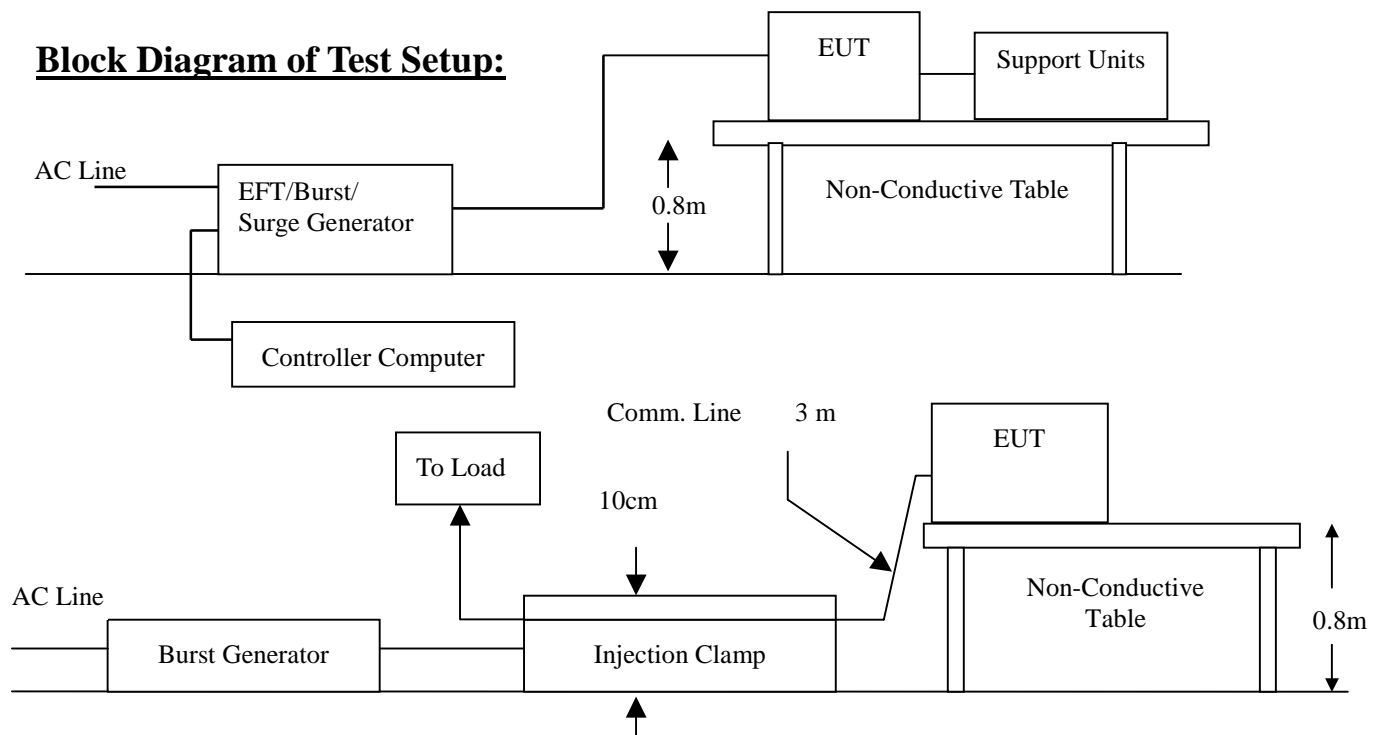 Block Diagram of Test Setup:
EUT
Support Units
AC Line
EFT/Burst/
Surge Generator
0.8m
Non-Conductive Table
Controller Computer
Comm. Line 3 m
EUT
To Load
10cm
AC Line
Non-Conductive
Table
0.8m
Burst Generator
Injection Clamp